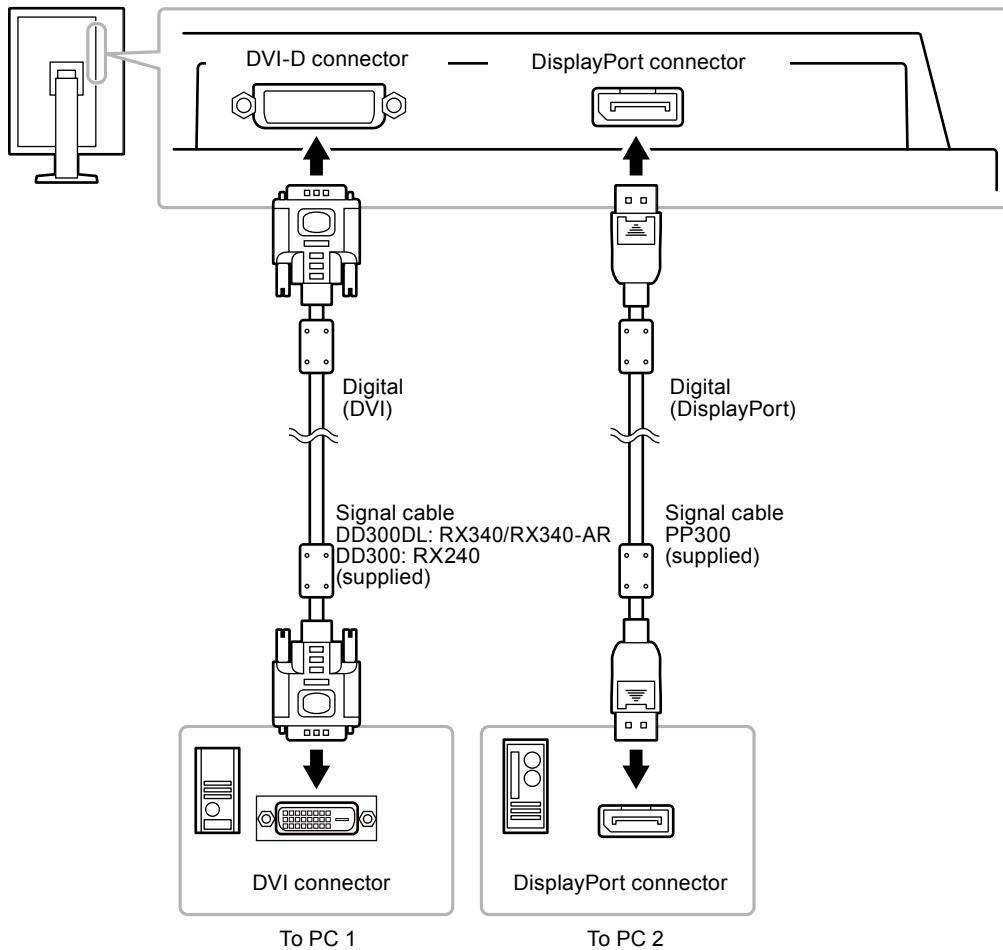 DVI-D connector
DisplayPort connector
Digital
(DVI)
Digital
(DisplayPort)
Signal cable
DD300DL: RX340/RX340-AR
DD300: RX240
(supplied)
Signal cable
PP300
(supplied)
DVI connector
DisplayPort connector
To PC 1
To PC 2